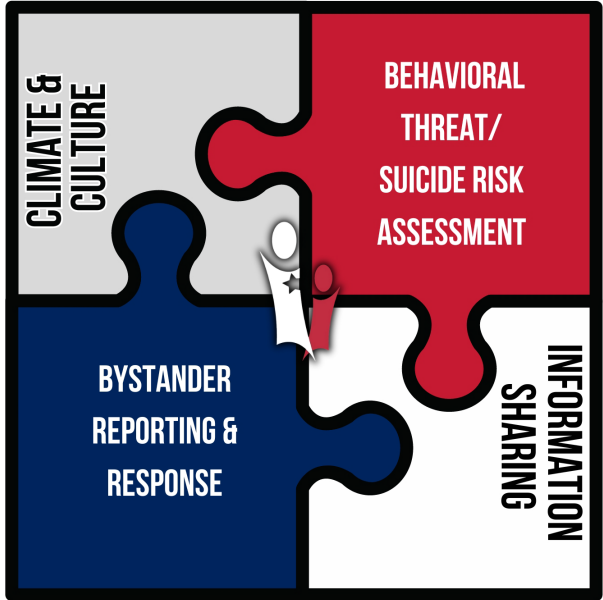 CLIMATE &
CULTURE
BEHAVIORAL
THREAT/
SUICIDE RISK
ASSESSMENT
BYSTANDER
REPORTING &
RESPONSE
INFORMATION
SHARING